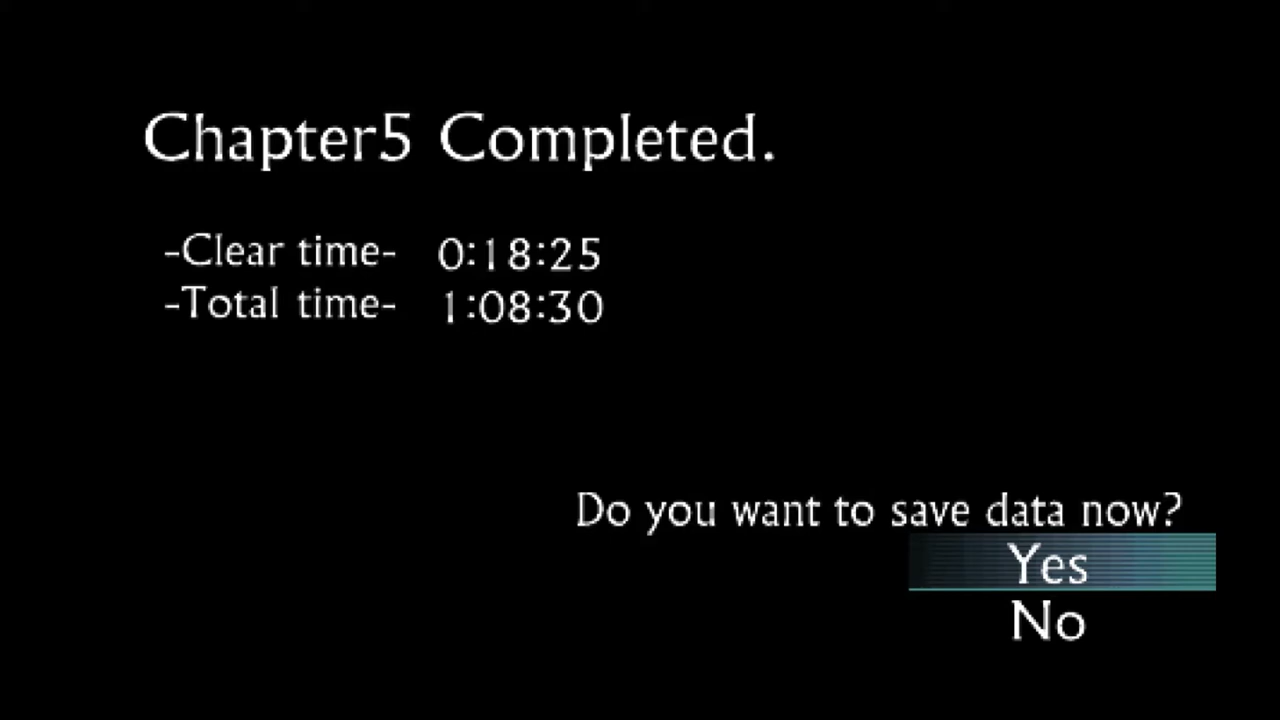 Chapter5 Completed.
-Clear time- 0:18:25
-Total time- 1:08:30
Do you want to save data now?
Yes
No